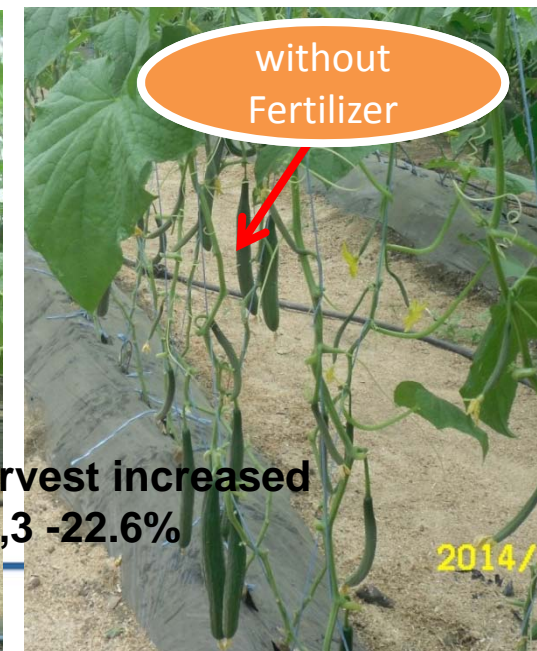 without
Fertilizer
rvest increased
,3 -22.6%
2014/